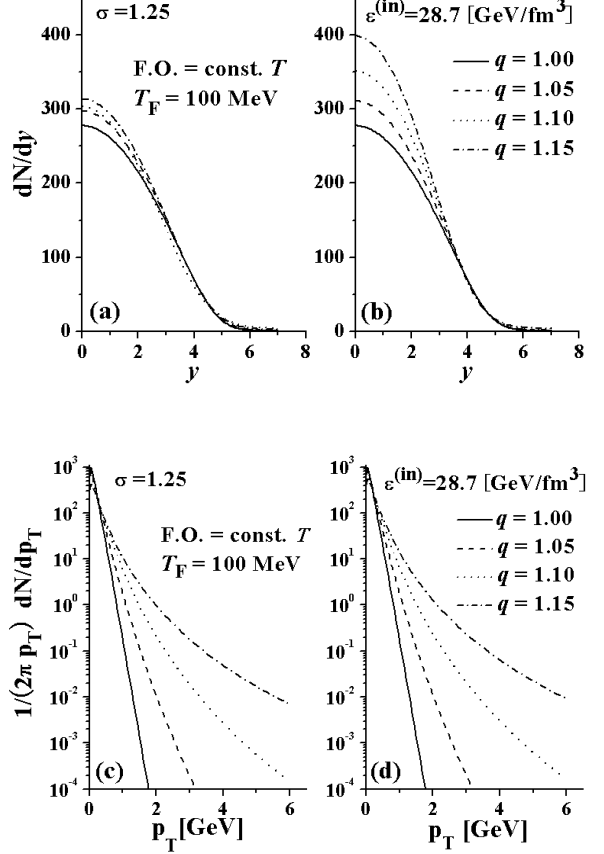 σ =1.25
F.O. = const. T
T_F = 100 MeV
dN/dy
400
300
200
100
0
(a)
0 2 4 6 8
y
ε^(in)=28.7 [GeV/fm^3]
q = 1.00
q = 1.05
q = 1.10
q = 1.15
(b)
0 2 4 6 8
y
σ =1.25
F.O. = const. T
T_F = 100 MeV
1/(2π p_T) dN/dp_T
10^3
10^2
10^1
10^0
10^-1
10^-2
10^-3
10^-4
(c)
0 2 4 6
p_T [GeV]
ε^(in)=28.7 [GeV/fm^3]
q = 1.00
q = 1.05
q = 1.10
q = 1.15
10^3
10^2
10^1
10^0
10^-1
10^-2
10^-3
10^-4
(d)
0 2 4 6
p_T [GeV]